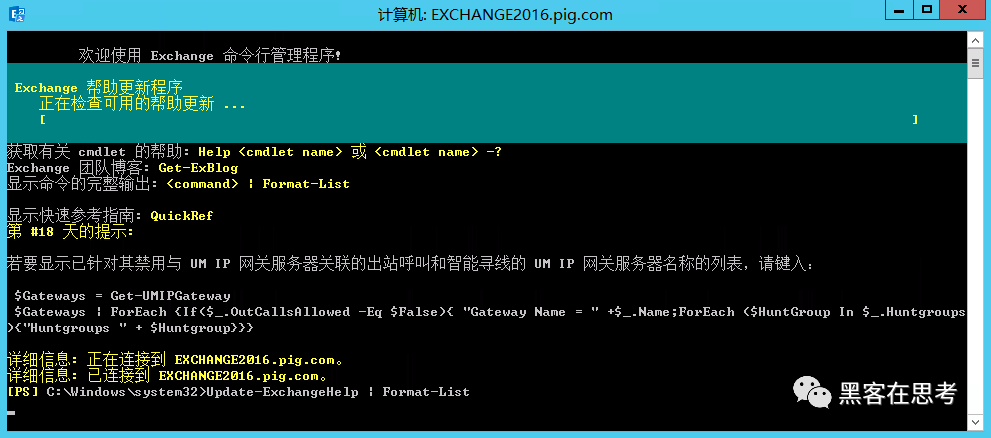 计算机: EXCHANGE2016.pig.com
欢迎使用 Exchange 命令行管理程序!
Exchange 帮助更新程序
正在检查可用的帮助更新 ...
[ ]
获取有关 cmdlet 的帮助: Help <cmdlet name> 或 <cmdlet name> -?
Exchange 团队博客: Get-ExBlog
显示命令的完整输出: <command> | Format-List
显示快速参考指南: QuickRef
第 #18 天的提示:
若要显示已针对其禁用与 UM IP 网关服务器关联的出站呼叫和智能寻线的 UM IP 网关服务器名称的列表，请键入:
$Gateways = Get-UMIPGateway
$Gateways | ForEach {If($_.OutCallsAllowed -Eq $False){ "Gateway Name = " +$_.Name;ForEach ($HuntGroup In $_.Huntgroups
){"Huntgroups " + $Huntgroup}}}
详细信息: 正在连接到 EXCHANGE2016.pig.com。
详细信息: 已连接到 EXCHANGE2016.pig.com。
[PS] C:\Windows\system32>Update-ExchangeHelp | Format-List
黑客在思考